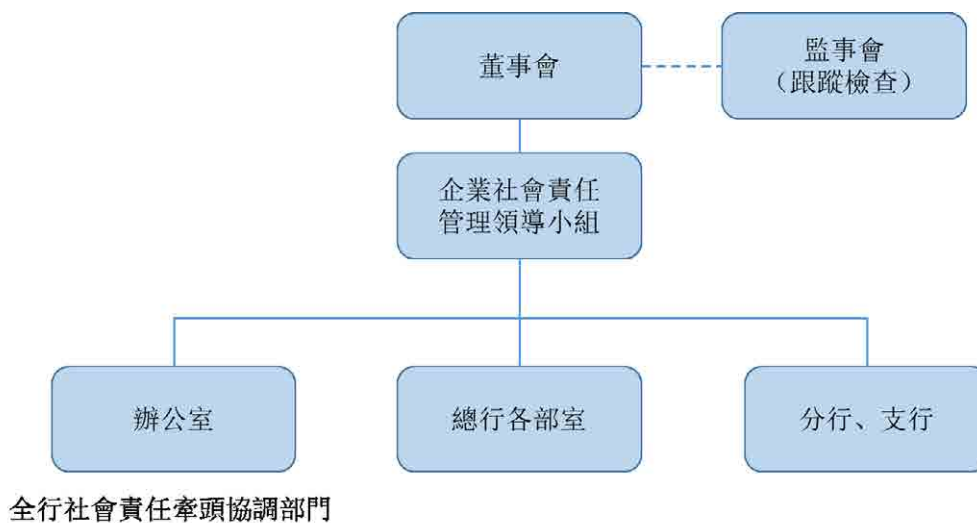 董事會
監事會
（跟蹤檢查）
企業社會責任
管理領導小組
辦公室
總行各部室
分行、支行
全行社會責任牽頭協調部門